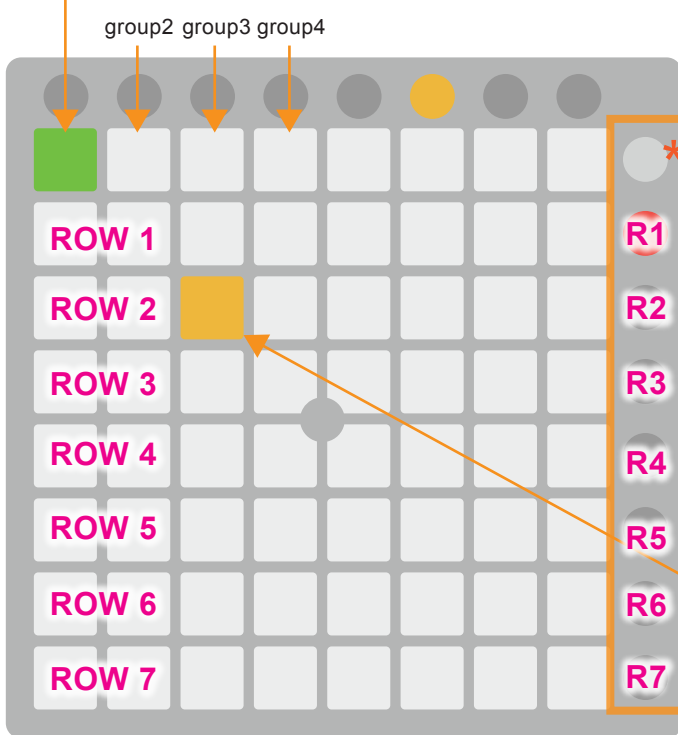 group2 group3 group4
*
ROW 1 R1
ROW 2 R2
ROW 3 R3
ROW 4 R4
ROW 5 R5
ROW 6 R6
ROW 7 R7